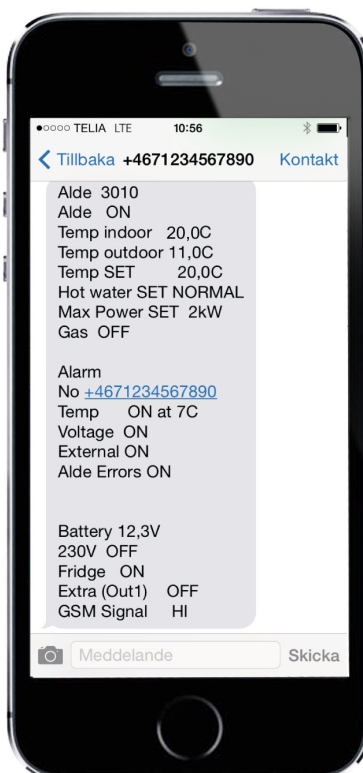 TELIA LTE 10:56
Tillbaka +4671234567890 Kontakt
Alde 3010
Alde ON
Temp indoor 20,0C
Temp outdoor 11,0C
Temp SET 20,0C
Hot water SET NORMAL
Max Power SET 2kW
Gas OFF
Alarm
No +4671234567890
Temp ON at 7C
Voltage ON
External ON
Alde Errors ON
Battery 12,3V
230V OFF
Fridge ON
Extra (Out1) OFF
GSM Signal HI
Meddelande Skicka